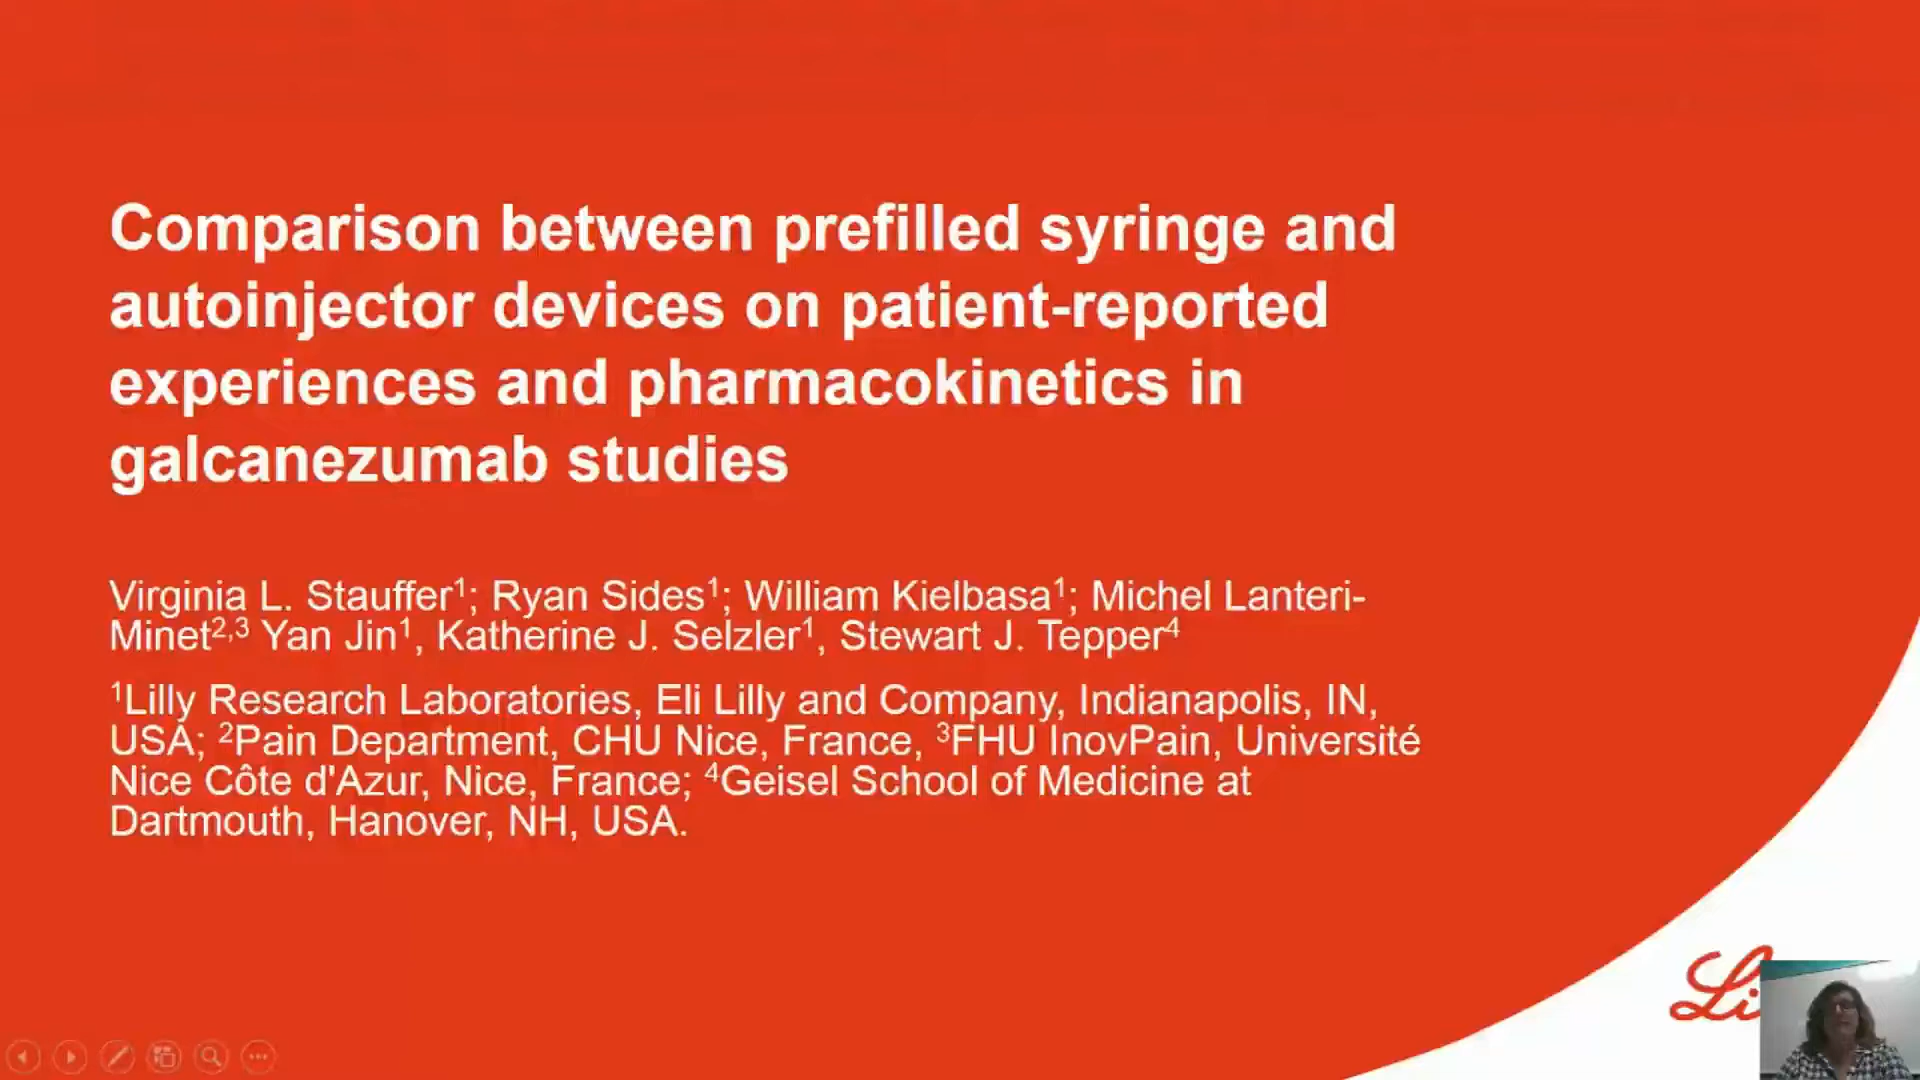 Comparison between prefilled syringe and
autoinjector devices on patient-reported
experiences and pharmacokinetics in
galcanezumab studies
Virginia L. Stauffer¹; Ryan Sides¹; William Kielbasa¹; Michel Lanteri-
Minet²,³ Yan Jin¹, Katherine J. Selzler¹, Stewart J. Tepper⁴
¹Lilly Research Laboratories, Eli Lilly and Company, Indianapolis, IN,
USA; ²Pain Department, CHU Nice, France, ³FHU InovPain, Université
Nice Côte d'Azur, Nice, France; ⁴Geisel School of Medicine at
Dartmouth, Hanover, NH, USA.
Li